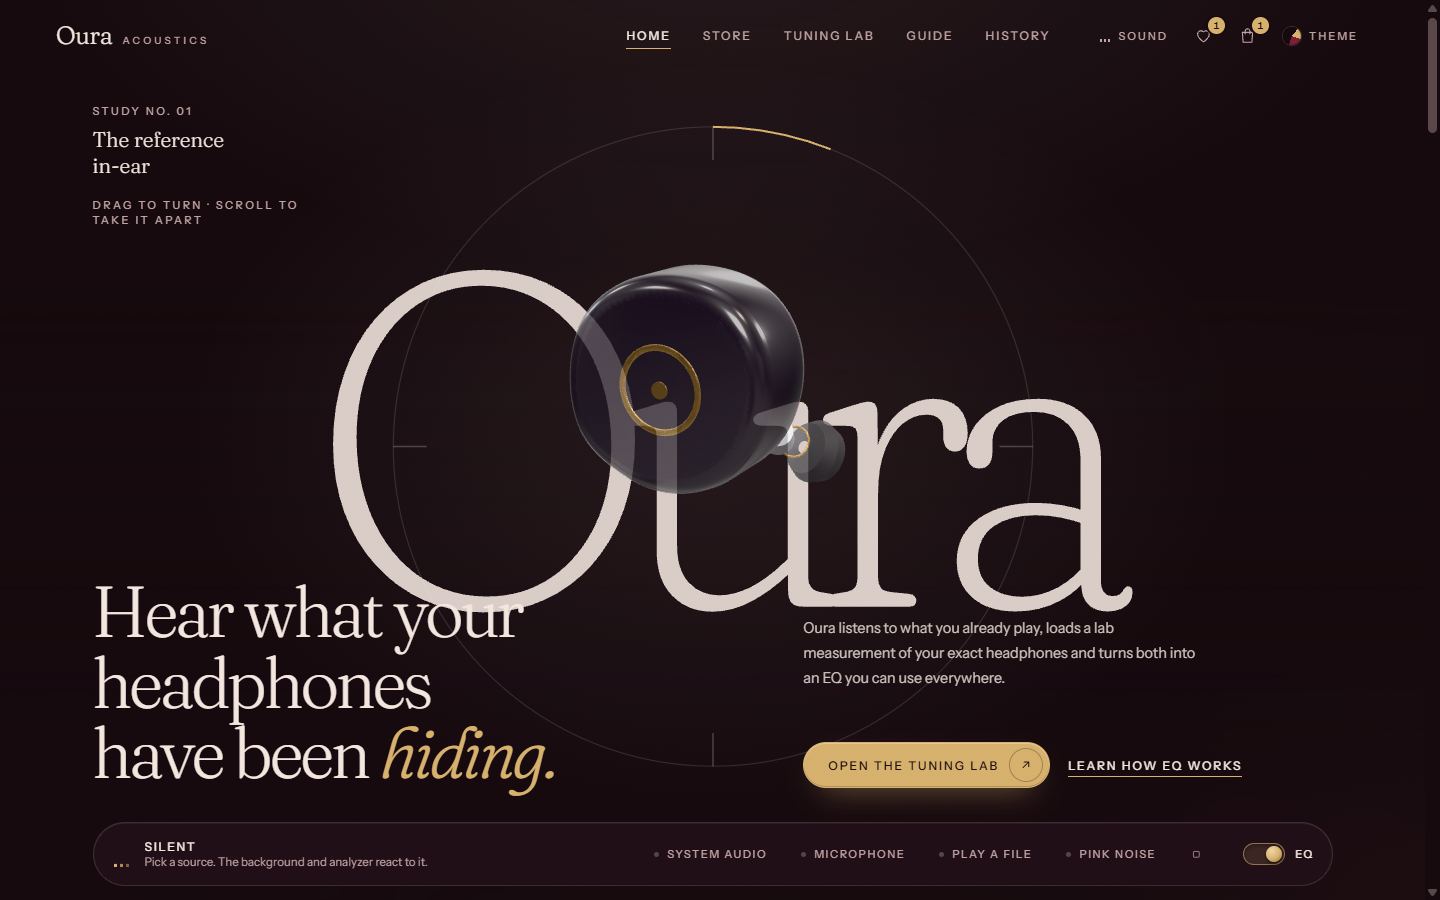 Oura ACOUSTICS
HOME
STORE
TUNING LAB
GUIDE
HISTORY
SOUND
1
1
THEME
STUDY NO. 01
The reference
in-ear
DRAG TO TURN · SCROLL TO
TAKE IT APART
Oura
Hear what your
headphones
have been hiding.
Oura listens to what you already play, loads a lab
measurement of your exact headphones and turns both into
an EQ you can use everywhere.
OPEN THE TUNING LAB
LEARN HOW EQ WORKS
SILENT
Pick a source. The background and analyzer react to it.
SYSTEM AUDIO
MICROPHONE
PLAY A FILE
PINK NOISE
EQ